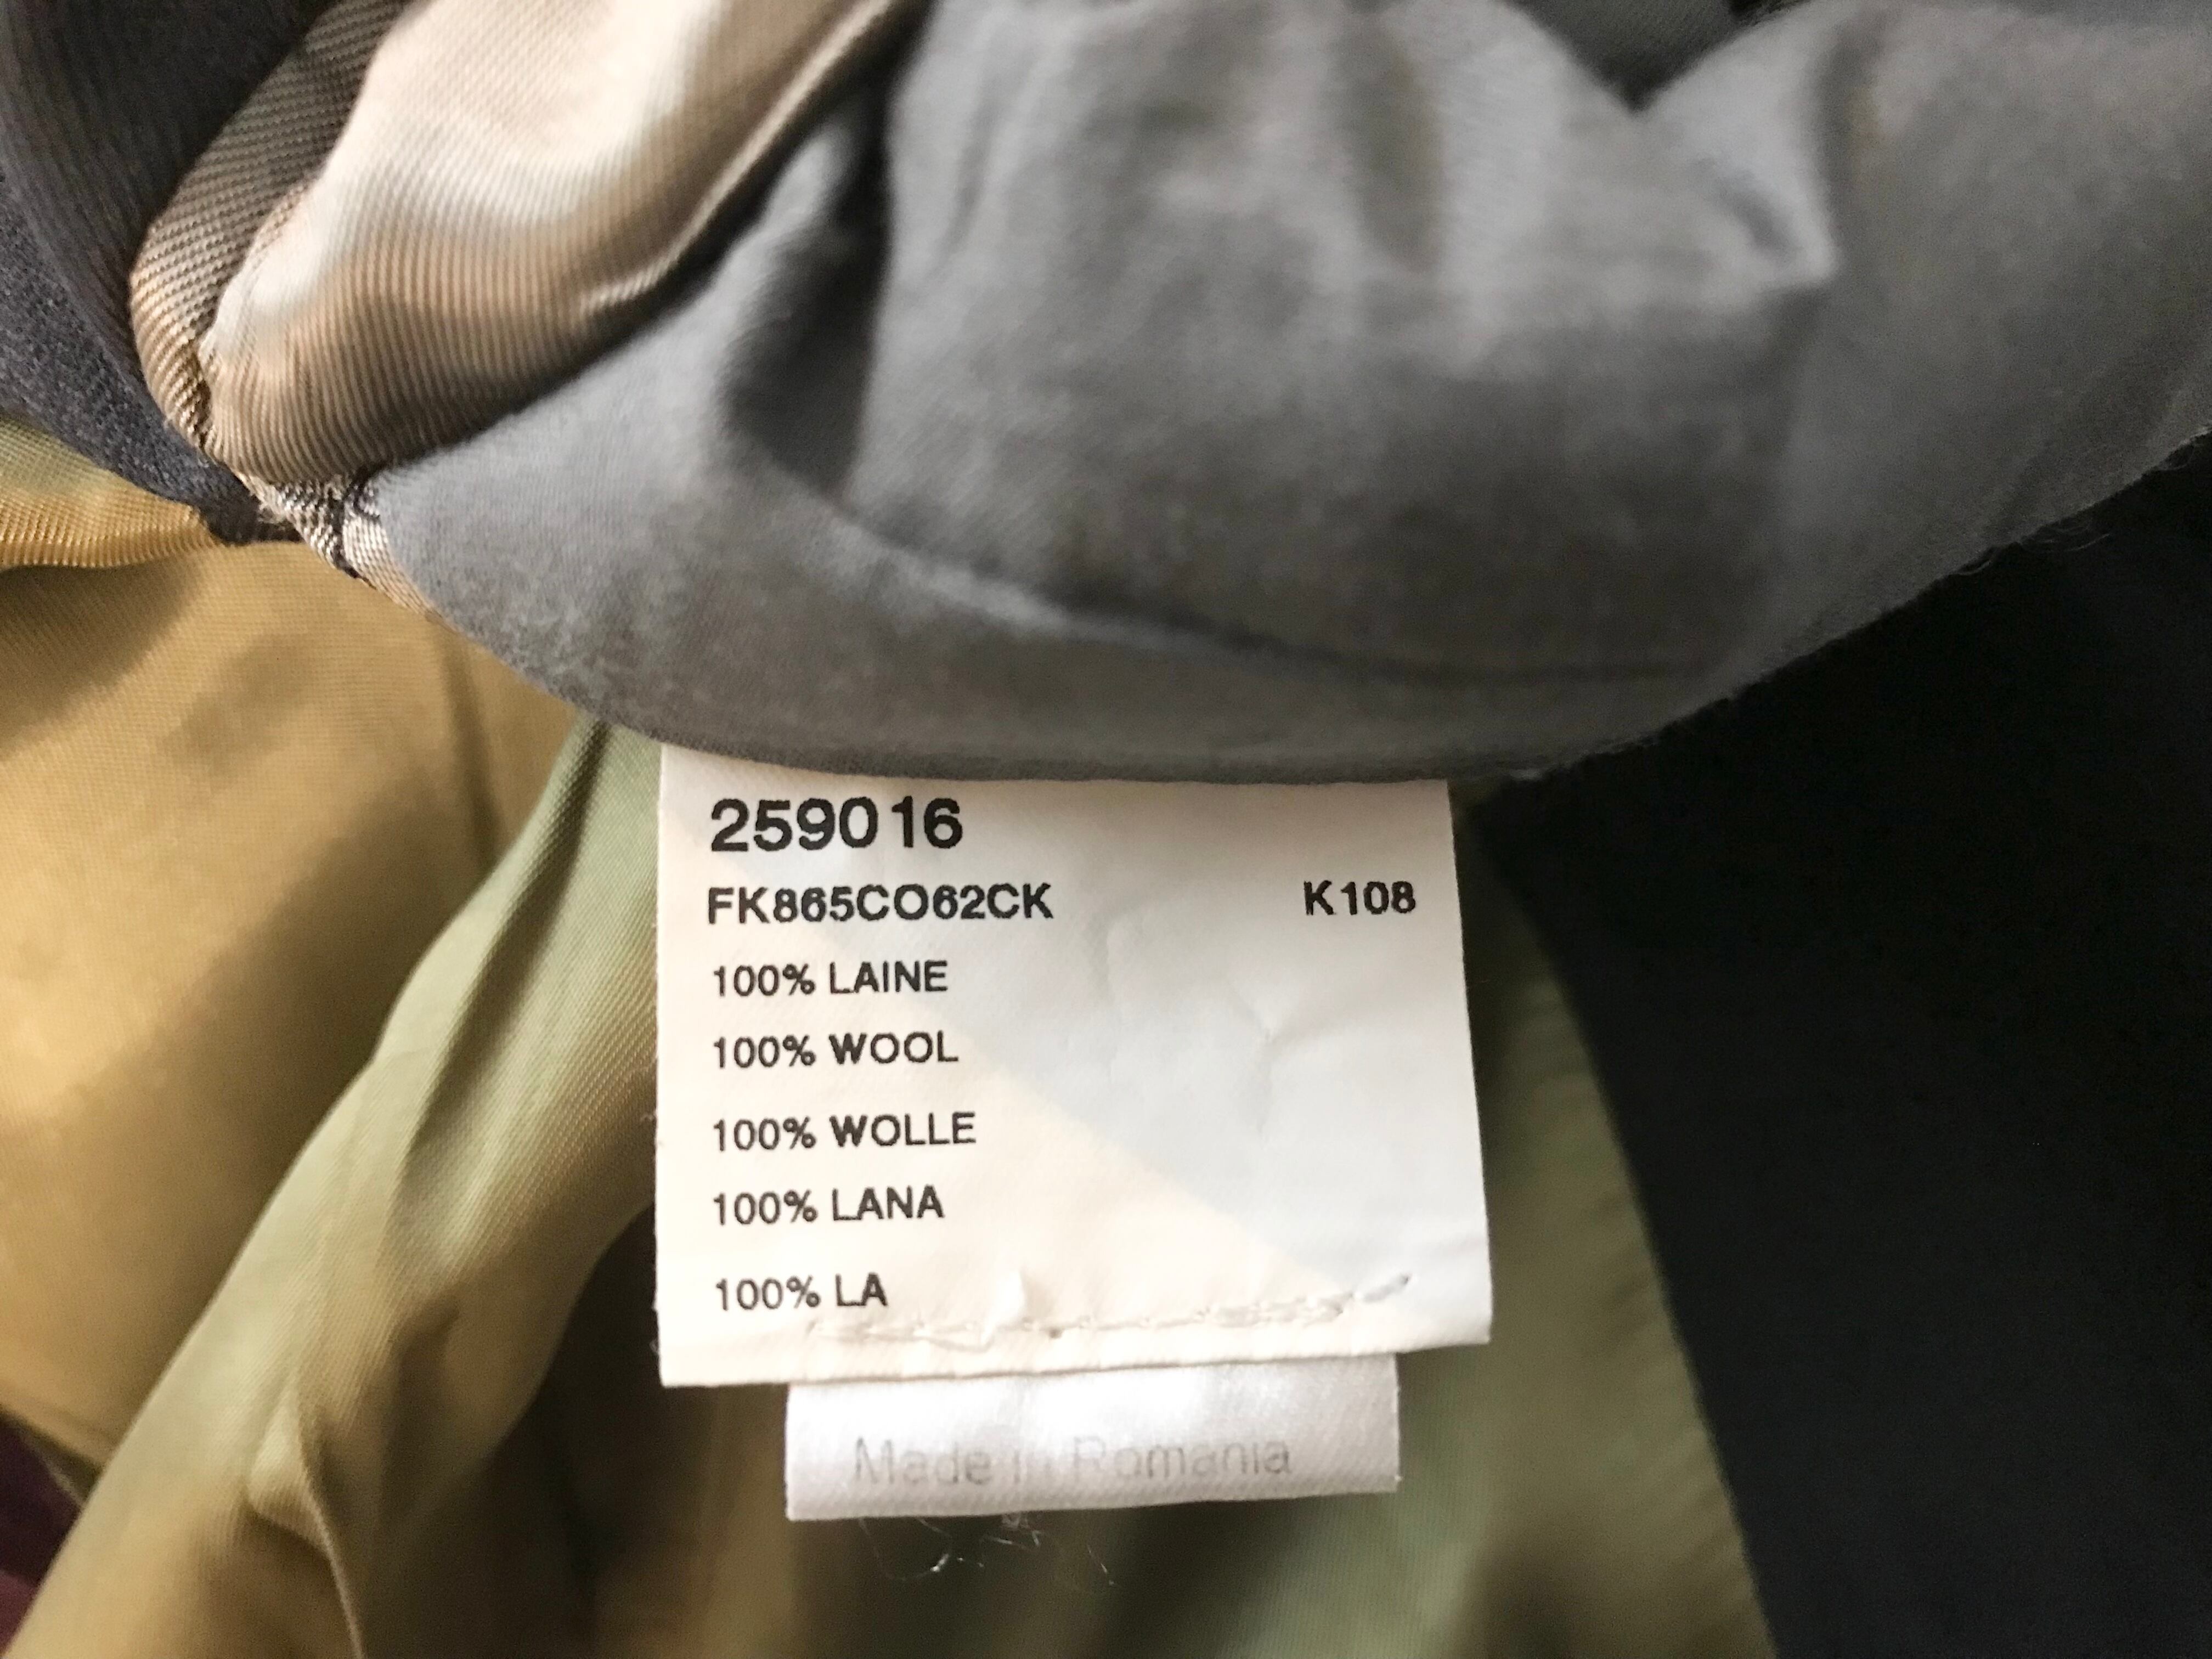 259016
FK865CO62CK K108
100% LAINE
100% WOOL
100% WOLLE
100% LANA
100% LA
Made in Romania